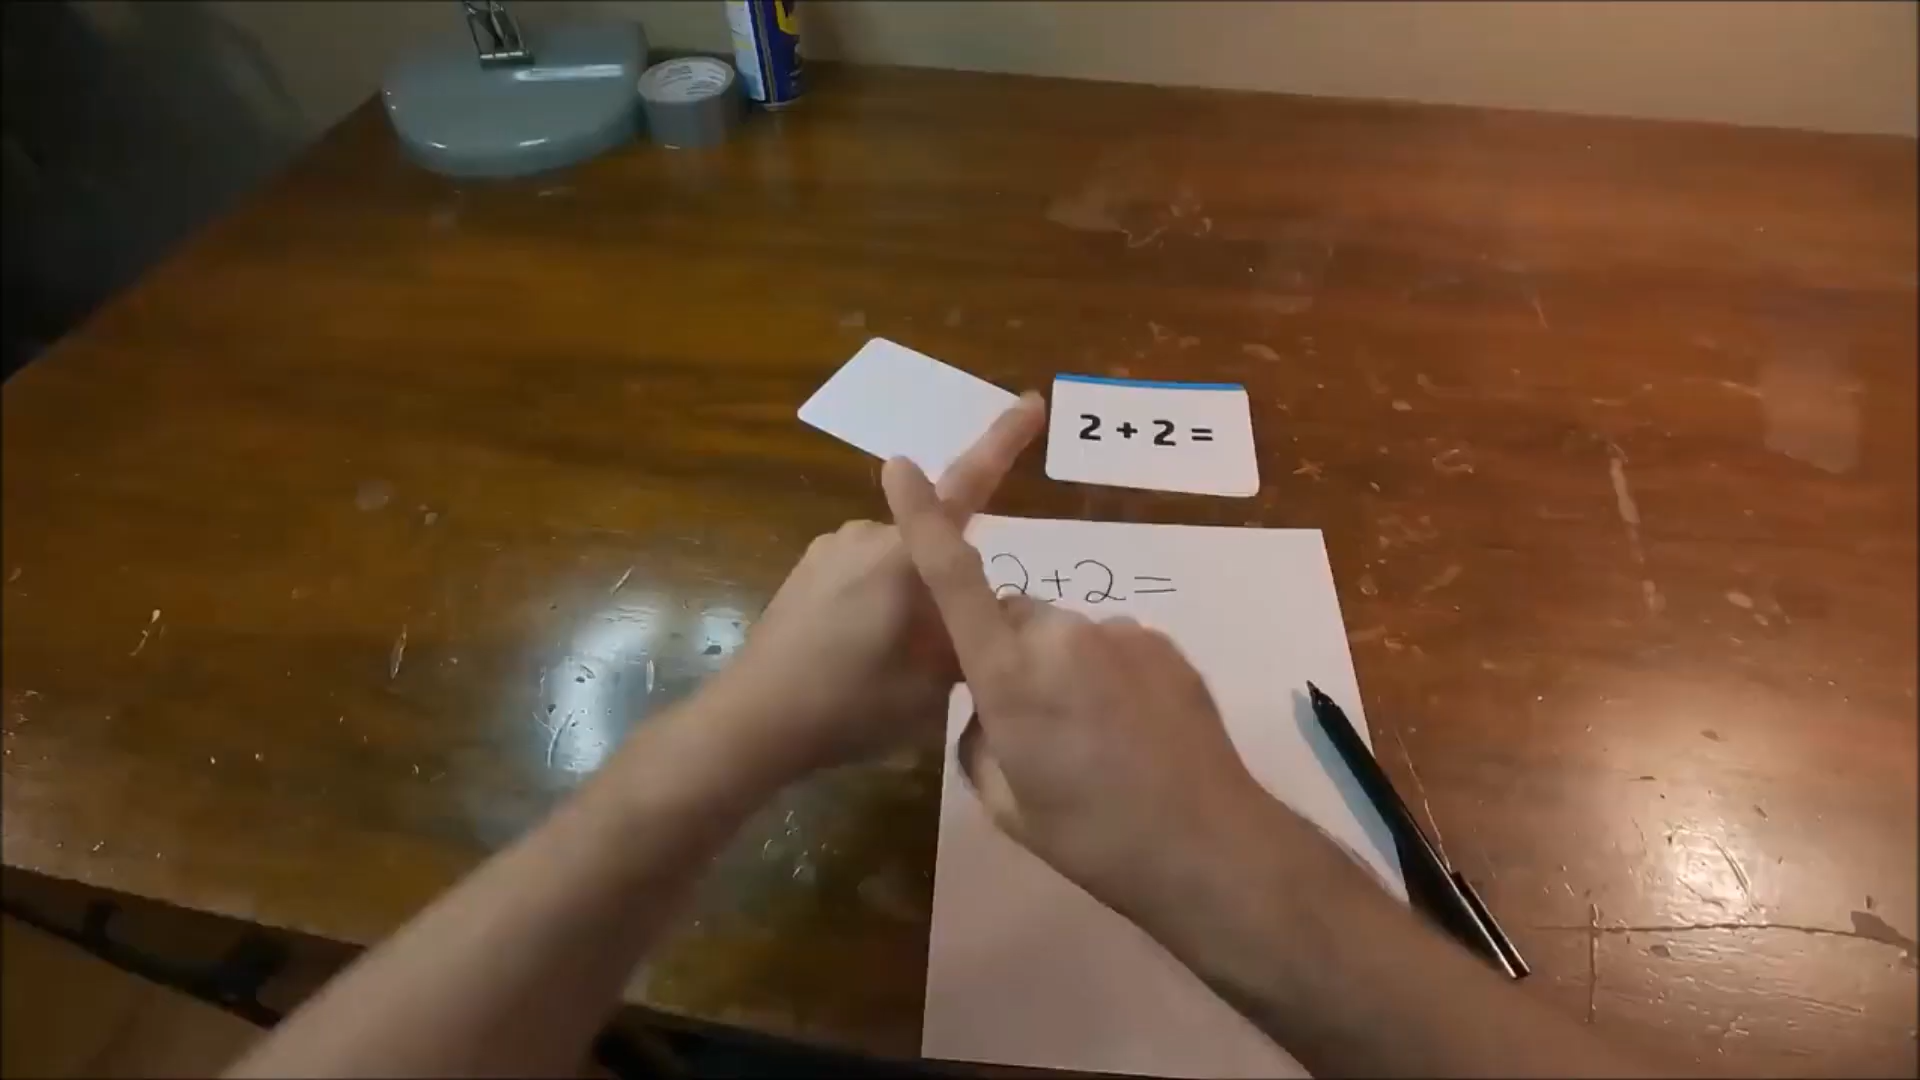 2 + 2 =
2+2=